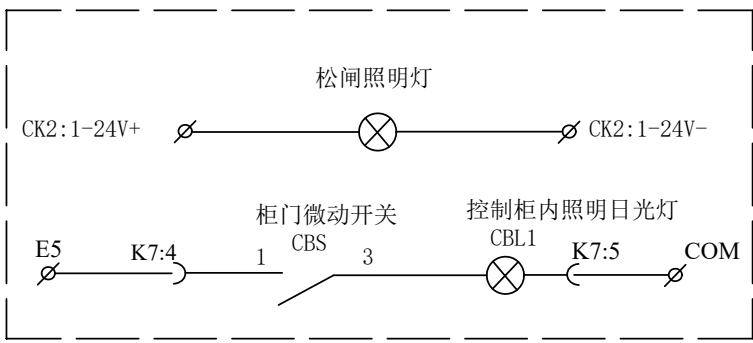 松闸照明灯
CK2:1-24V+
CK2:1-24V-
柜门微动开关
控制柜内照明日光灯
E5
K7:4
1
CBS
3
CBL1
K7:5
COM